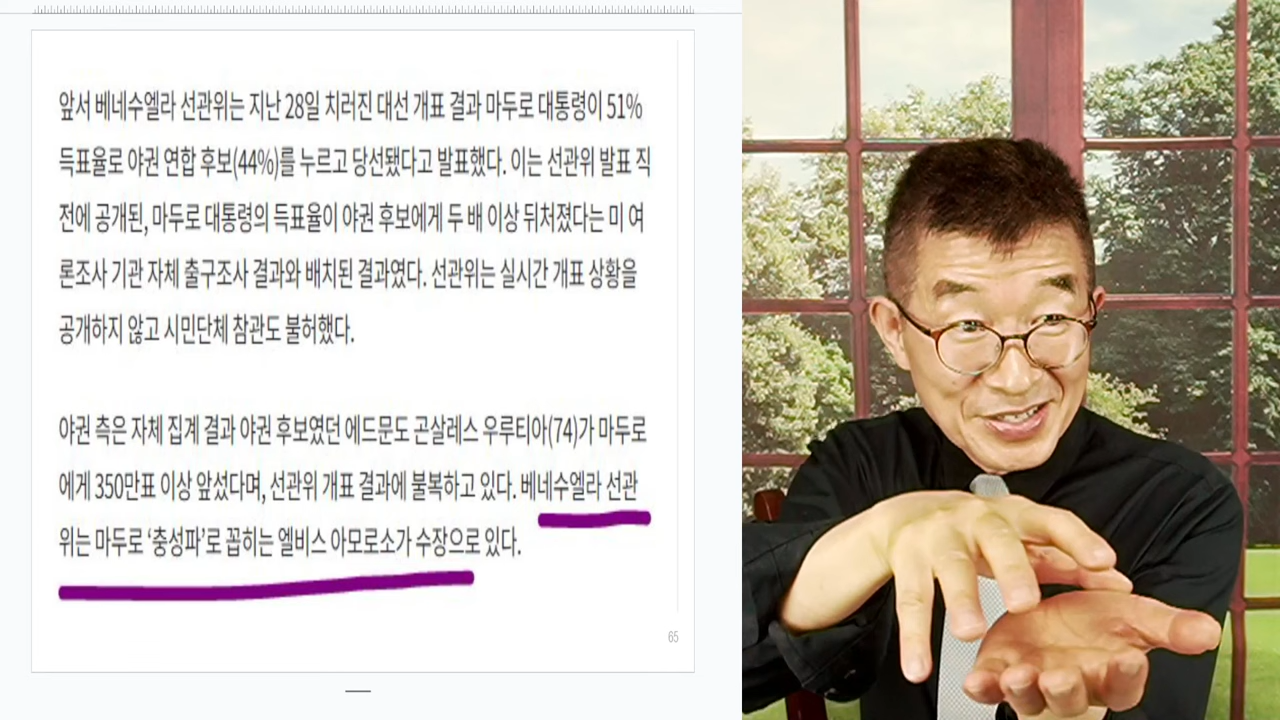 앞서 베네수엘라 선관위는 지난 28일 치러진 대선 개표 결과 마두로 대통령이 51%
득표율로 야권 연합 후보(44%)를 누르고 당선됐다고 발표했다. 이는 선관위 발표 직
전에 공개된, 마두로 대통령의 득표율이 야권 후보에게 두 배 이상 뒤처졌다는 미 여
론조사 기관 자체 출구조사 결과와 배치된 결과였다. 선관위는 실시간 개표 상황을
공개하지 않고 시민단체 참관도 불허했다.
야권 측은 자체 집계 결과 야권 후보였던 에드문도 곤살레스 우루티아(74)가 마두로
에게 350만표 이상 앞섰다며, 선관위 개표 결과에 불복하고 있다. 베네수엘라 선관
위는 마두로 ‘충성파’로 꼽히는 엘비스 아모로소가 수장으로 있다.
65